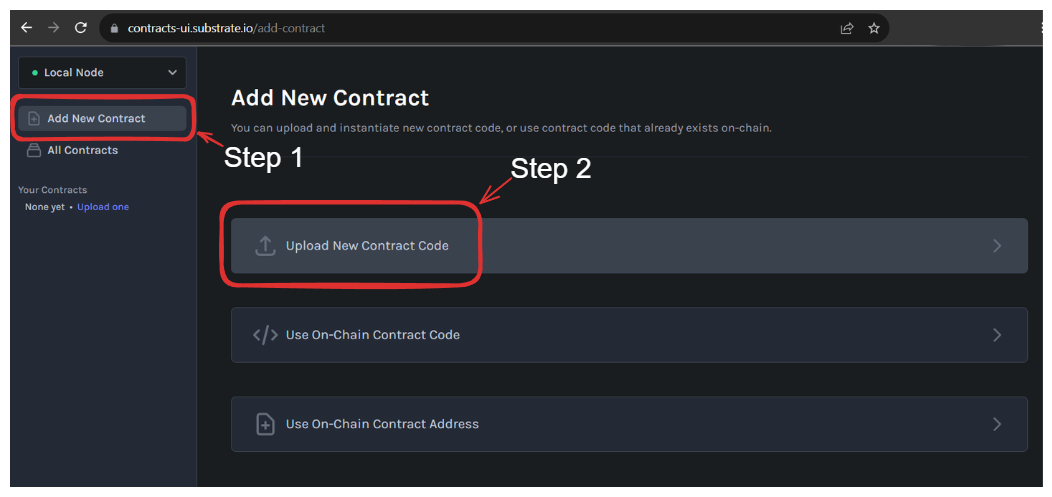 contracts-ui.substrate.io/add-contract
Local Node
Add New Contract
All Contracts
Your Contracts
None yet • Upload one
Add New Contract
You can upload and instantiate new contract code, or use contract code that already exists on-chain.
Step 1
Step 2
Upload New Contract Code
</> Use On-Chain Contract Code
Use On-Chain Contract Address